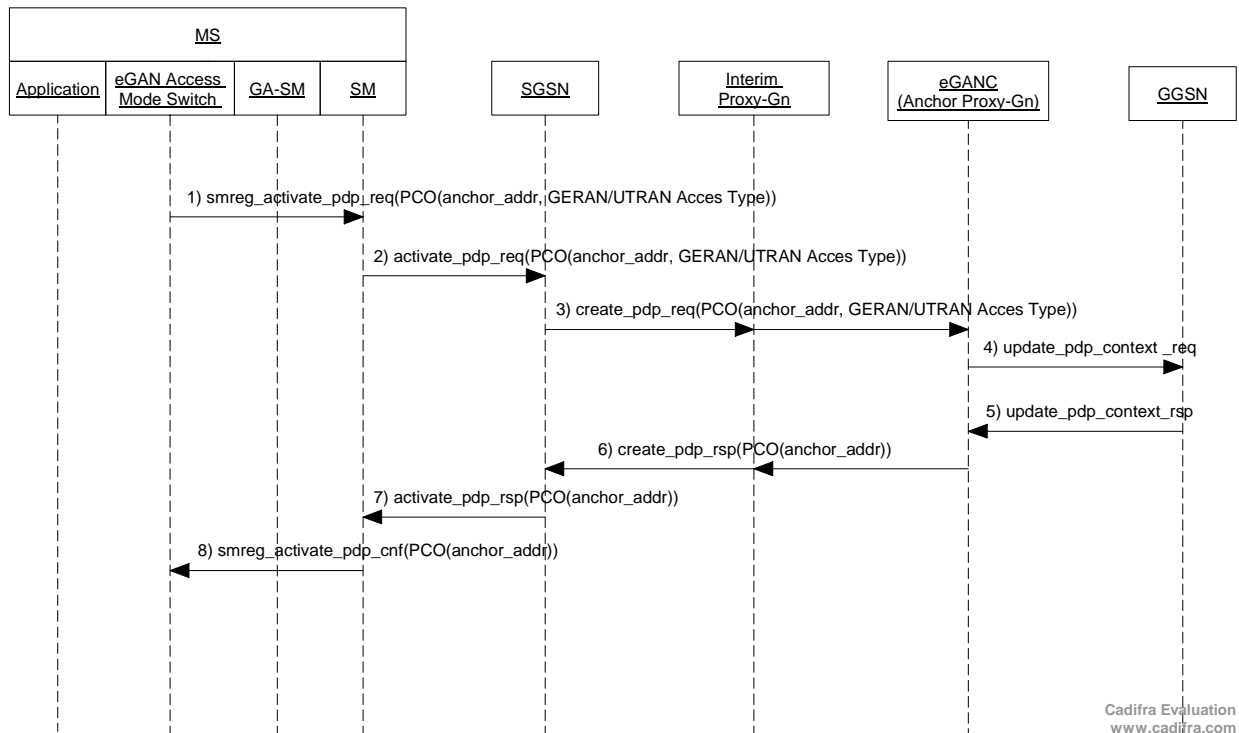 MS
Application
eGAN Access
Mode Switch
GA-SM
SM
SGSN
Interim
Proxy-Gn
eGANC
(Anchor Proxy-Gn)
GGSN
1) smreg_activate_pdp_req(PCO(anchor_addr, GERAN/UTRAN Acces Type))
2) activate_pdp_req(PCO(anchor_addr, GERAN/UTRAN Acces Type))
3) create_pdp_req(PCO(anchor_addr, GERAN/UTRAN Acces Type))
4) update_pdp_context _req
5) update_pdp_context_rsp
6) create_pdp_rsp(PCO(anchor_addr))
7) activate_pdp_rsp(PCO(anchor_addr))
8) smreg_activate_pdp_cnf(PCO(anchor_addr))
Cadifra Evaluation
www.cadifra.com